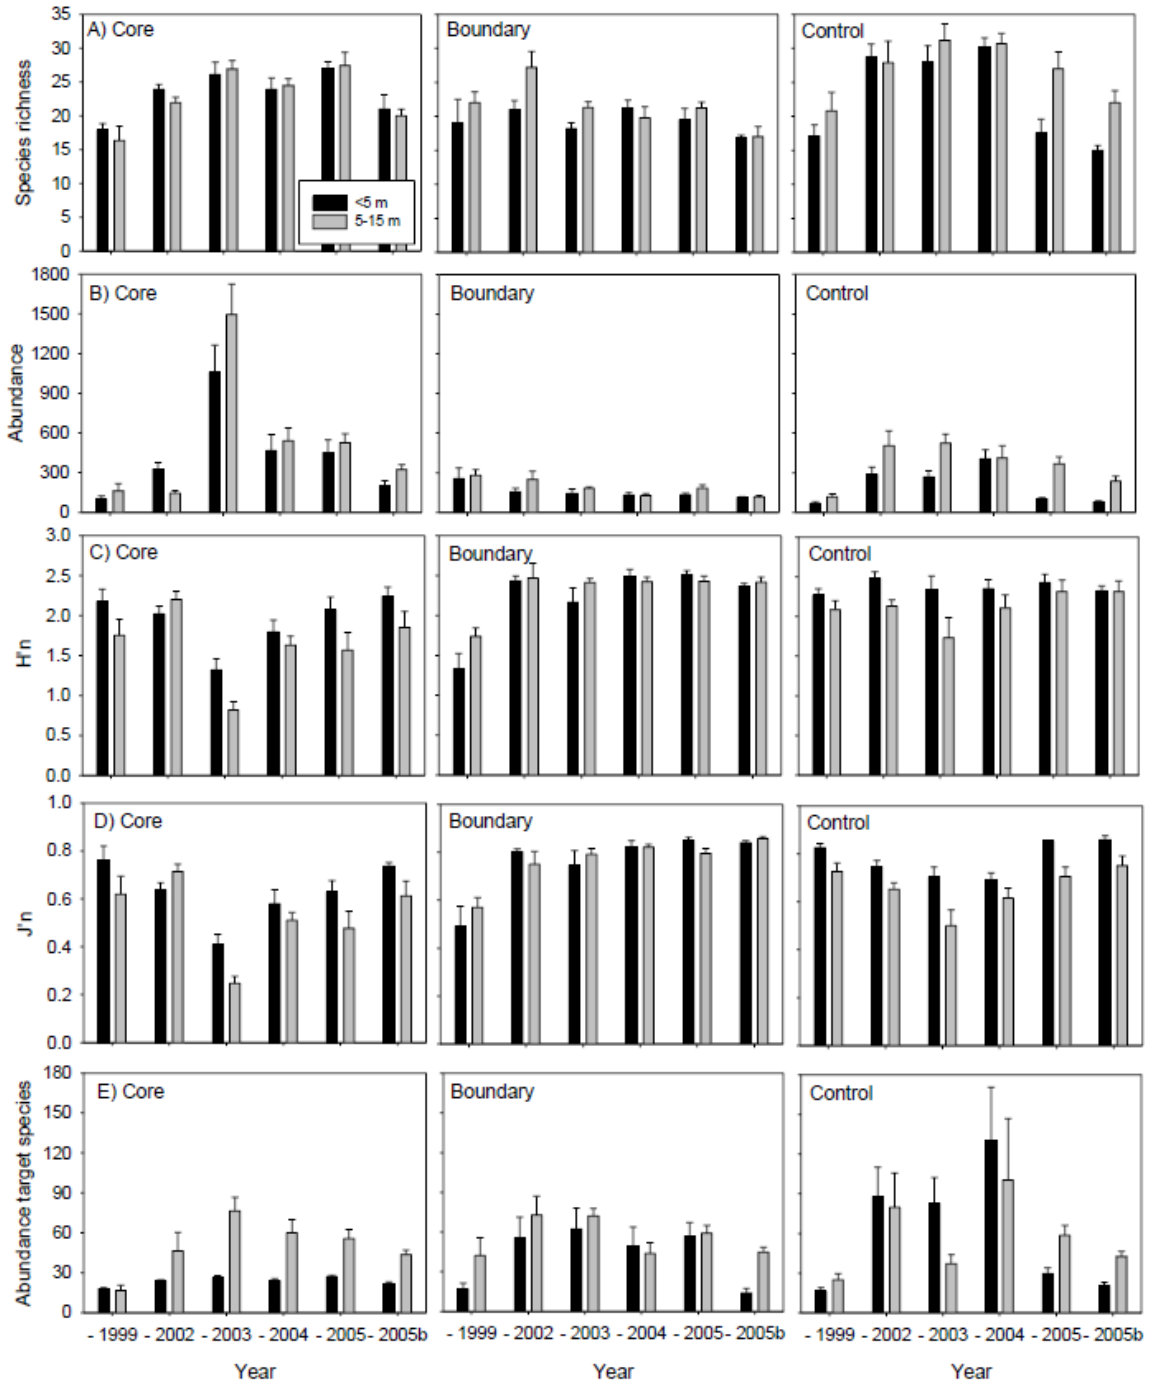 A) Core
Boundary
Control
35
30
25
20
15
10
5
0
Species richness
<5 m
5-15 m
B) Core
Boundary
Control
1800
1500
1200
900
600
300
0
Abundance
C) Core
Boundary
Control
3.0
2.5
2.0
1.5
1.0
0.5
0.0
H'n
D) Core
Boundary
Control
1.0
0.8
0.6
0.4
0.2
0.0
J'n
E) Core
Boundary
Control
180
150
120
90
60
30
0
Abundance target species
- 1999 - 2002 - 2003 - 2004 - 2005 - 2005b
- 1999 - 2002 - 2003 - 2004 - 2005 - 2005b
- 1999 - 2002 - 2003 - 2004 - 2005 - 2005b
Year
Year
Year